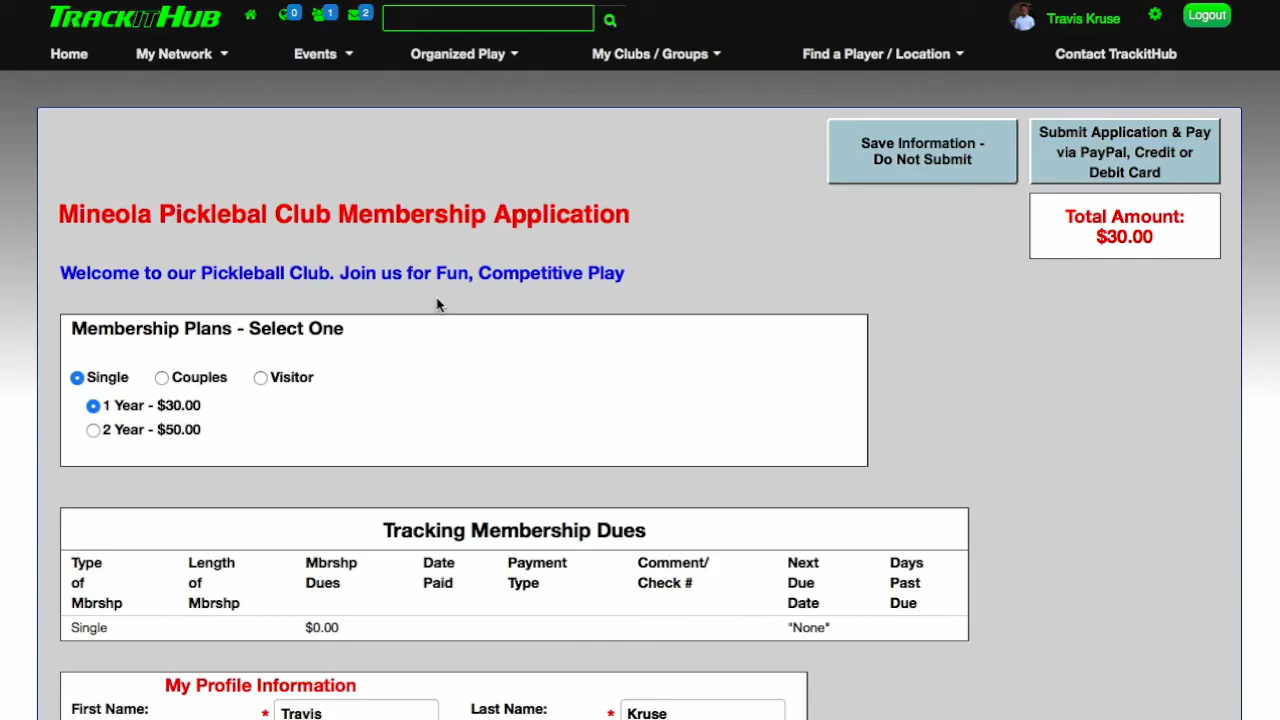 TRACKITHUB
0
1
2
Travis Kruse
Logout
Home
My Network
Events
Organized Play
My Clubs / Groups
Find a Player / Location
Contact TrackitHub
Save Information -
Do Not Submit
Submit Application & Pay
via PayPal, Credit or
Debit Card
Total Amount:
$30.00
Mineola Picklebal Club Membership Application
Welcome to our Pickleball Club. Join us for Fun, Competitive Play
Membership Plans - Select One
Single
Couples
Visitor
1 Year - $30.00
2 Year - $50.00
Tracking Membership Dues
Type
of
Mbrshp
Length
of
Mbrshp
Mbrshp
Dues
Date
Paid
Payment
Type
Comment/
Check #
Next
Due
Date
Days
Past
Due
Single
$0.00
"None"
My Profile Information
First Name:
* Travis
Last Name:
* Kruse